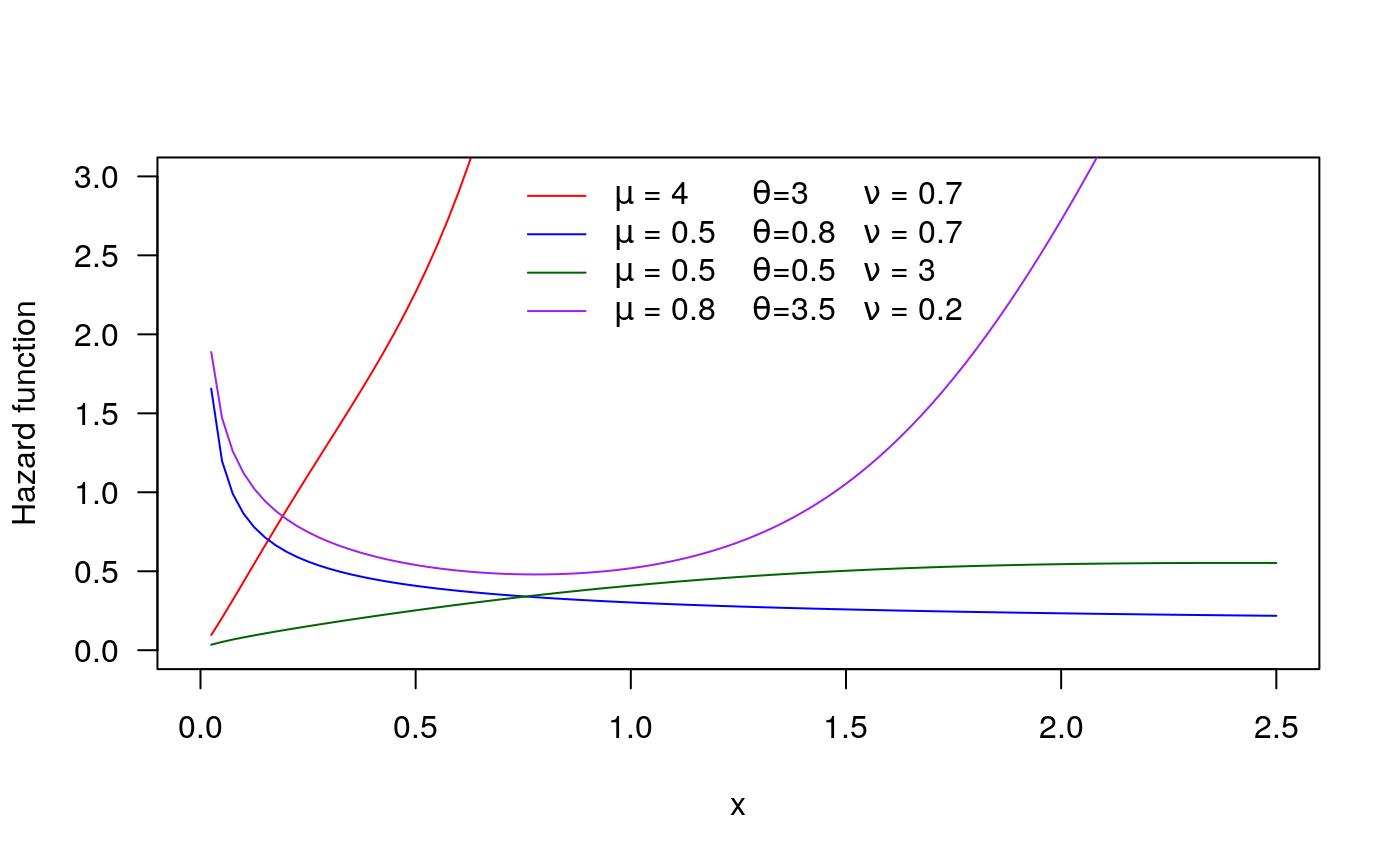 3.0
2.5
2.0
1.5
1.0
0.5
0.0
Hazard function
μ = 4 θ=3 ν = 0.7
μ = 0.5 θ=0.8 ν = 0.7
μ = 0.5 θ=0.5 ν = 3
μ = 0.8 θ=3.5 ν = 0.2
0.0 0.5 1.0 1.5 2.0 2.5
x